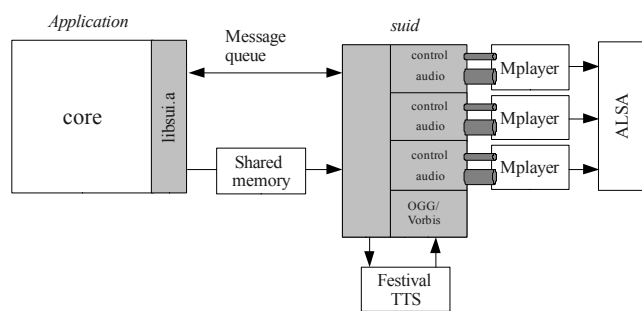 Application
suid
Message
queue
core
libsui.a
Shared
memory
control
audio
control
audio
control
audio
OGG/
Vorbis
Mplayer
Mplayer
Mplayer
ALSA
Festival
TTS